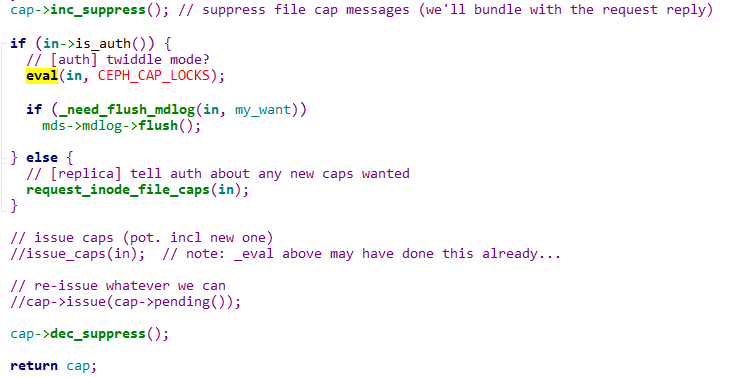 cap->inc_suppress(); // suppress file cap messages (we'll bundle with the request reply)
if (in->is_auth()) {
// [auth] twiddle mode?
eval(in, CEPH_CAP_LOCKS);
if (_need_flush_mdlog(in, my_want))
mds->mdlog->flush();
} else {
// [replica] tell auth about any new caps wanted
request_inode_file_caps(in);
}
// issue caps (pot. incl new one)
//issue_caps(in);  // note: _eval above may have done this already...
// re-issue whatever we can
//cap->issue(cap->pending());
cap->dec_suppress();
return cap;